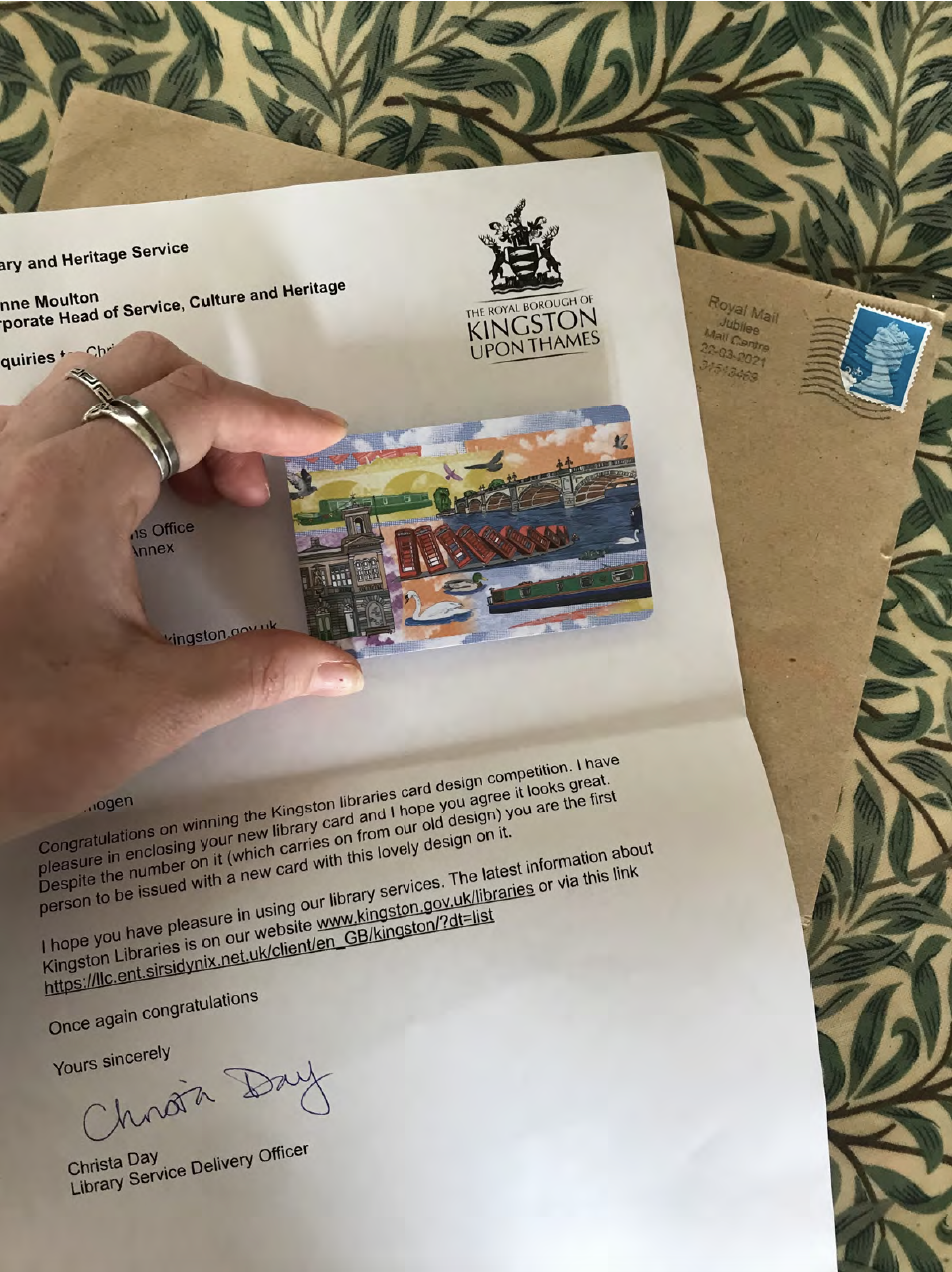 ary and Heritage Service
nne Moulton
rporate Head of Service, Culture and Heritage
quiries
THE ROYAL BOROUGH OF
KINGSTON
UPON THAMES
Royal Mail
Jubilee
Mail Centre
22-03-2021
ns Office
Annex
kingston.gov.uk
mogen
Congratulations on winning the Kingston libraries card design competition. I have
pleasure in enclosing your new library card and I hope you agree it looks great.
Despite the number on it (which carries on from our old design) you are the first
person to be issued with a new card with this lovely design on it.
I hope you have pleasure in using our library services. The latest information about
Kingston Libraries is on our website www.kingston.gov.uk/libraries or via this link
https://llc.ent.sirsidynix.net.uk/client/en_GB/kingston/?dt=list
Once again congratulations
Yours sincerely
Christa Day
Christa Day
Library Service Delivery Officer